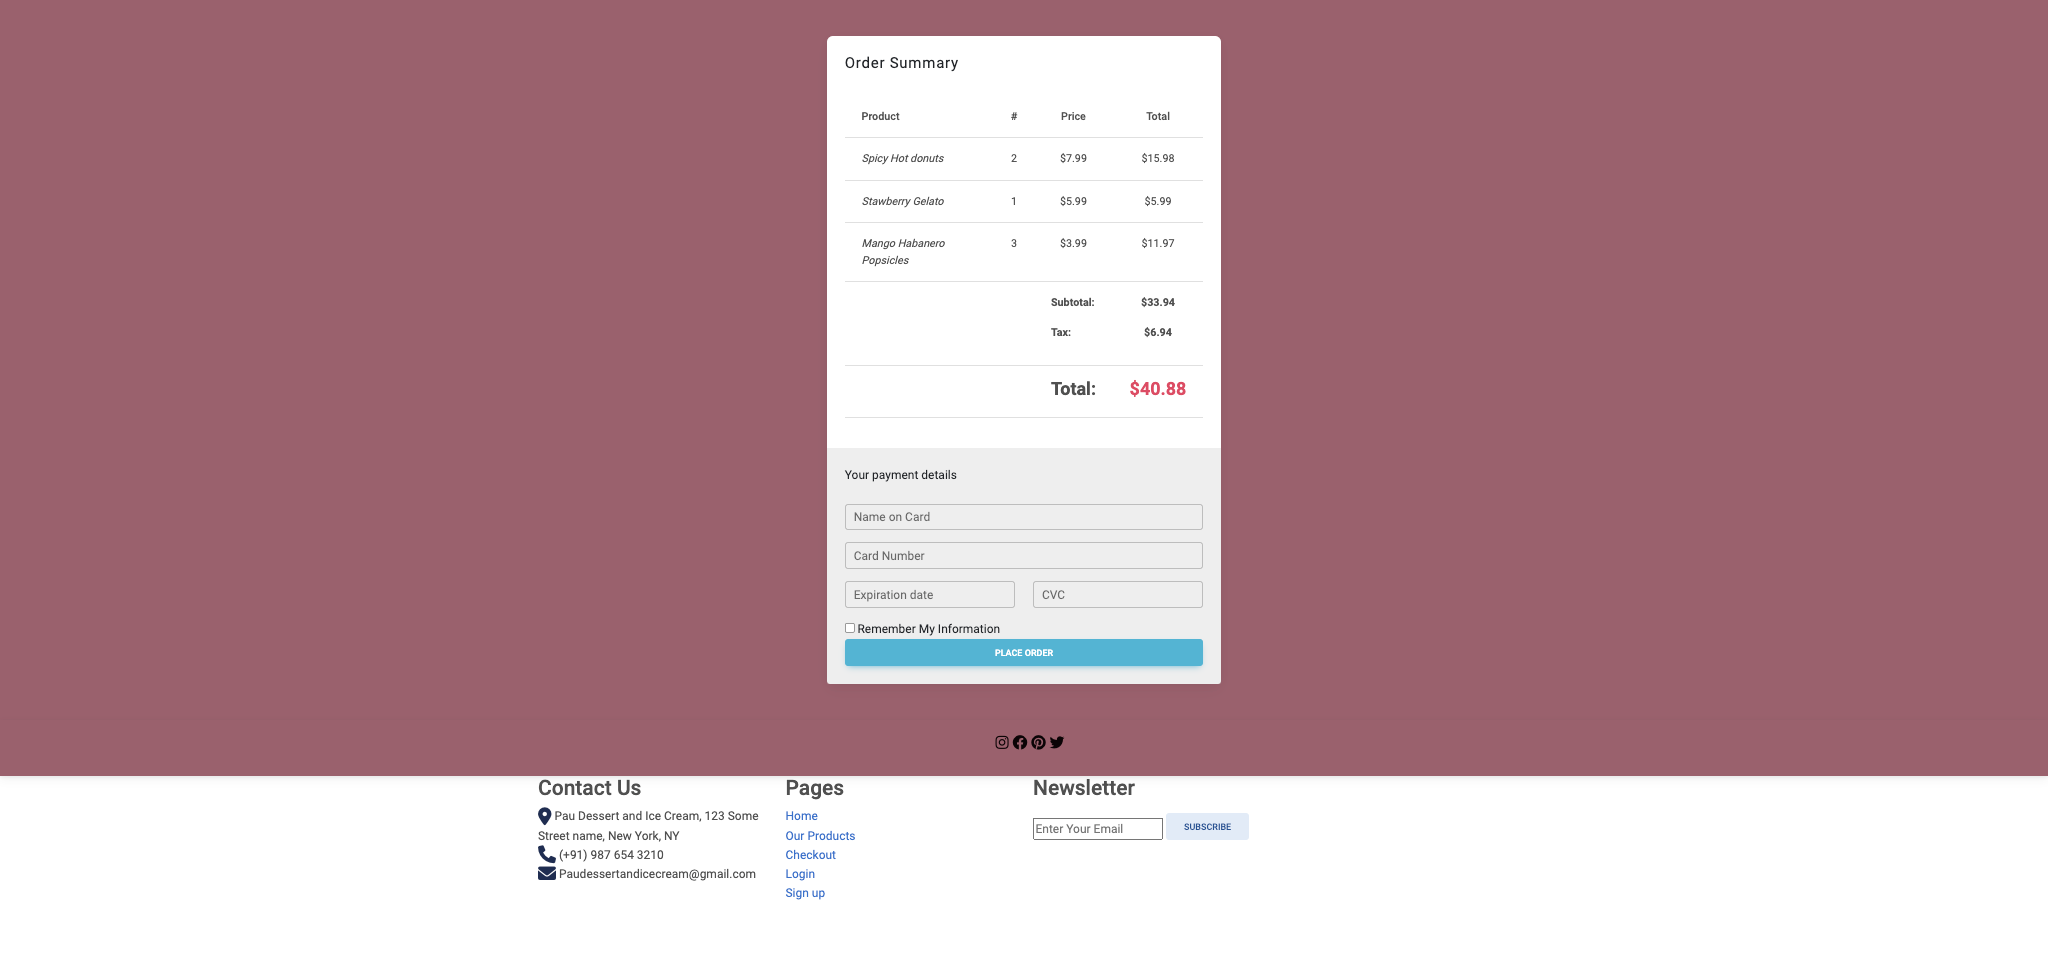 Order Summary
Product # Price Total
Spicy Hot donuts 2 $7.99 $15.98
Stawberry Gelato 1 $5.99 $5.99
Mango Habanero 3 $3.99 $11.97
Popsicles
Subtotal: $33.94
Tax: $6.94
Total: $40.88
Your payment details
Name on Card
Card Number
Expiration date CVC
Remember My Information
PLACE ORDER
Contact Us
Pau Dessert and Ice Cream, 123 Some
Street name, New York, NY
(+91) 987 654 3210
Paudessertandicecream@gmail.com
Pages
Home
Our Products
Checkout
Login
Sign up
Newsletter
Enter Your Email SUBSCRIBE